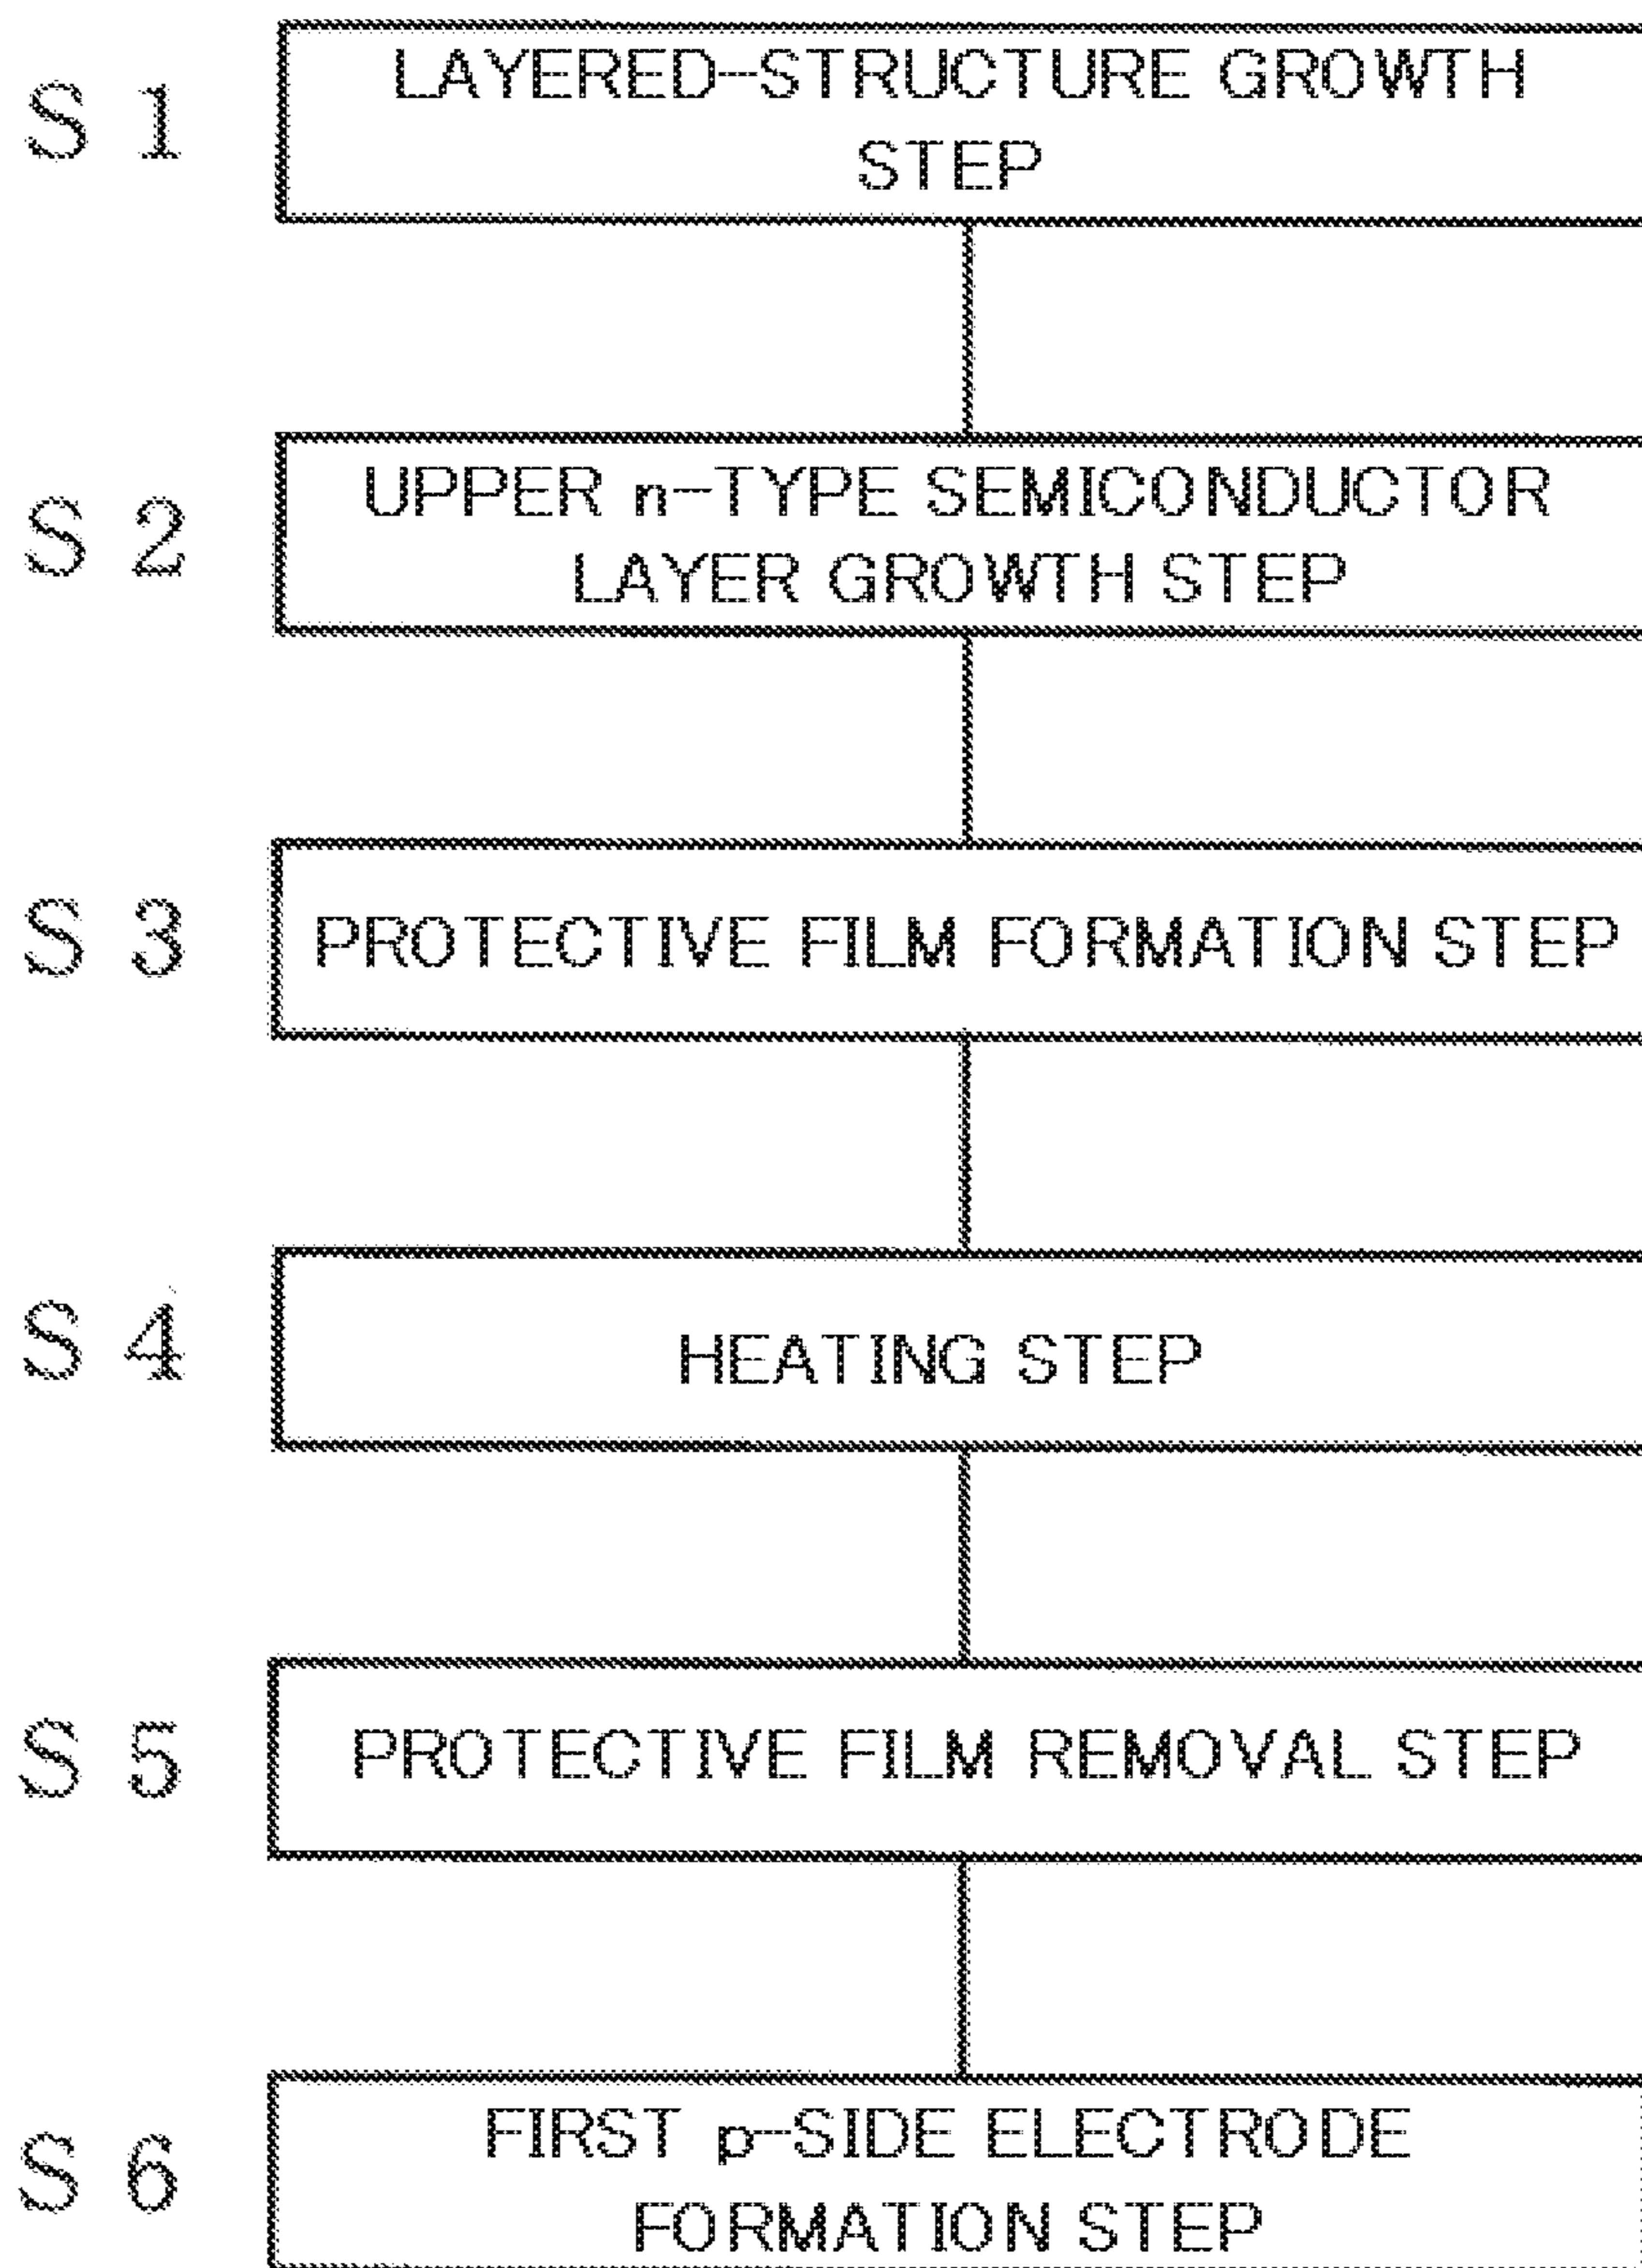 S 1
LAYERED-STRUCTURE GROWTH
STEP
S 2
UPPER n-TYPE SEMICONDUCTOR
LAYER GROWTH STEP
S 3
PROTECTIVE FILM FORMATION STEP
S 4
HEATING STEP
S 5
PROTECTIVE FILM REMOVAL STEP
S 6
FIRST p-SIDE ELECTRODE
FORMATION STEP